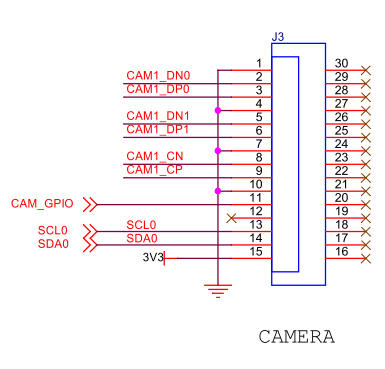 J3
1 30
CAM1_DN0 2 29
CAM1_DP0 3 28
4 27
CAM1_DN1 5 26
CAM1_DP1 6 25
7 24
CAM1_CN 8 23
CAM1_CP 9 22
10 21
CAM_GPIO 11 20
12 19
SCL0 SCL0 13 18
SDA0 SDA0 14 17
3V3 15 16
CAMERA